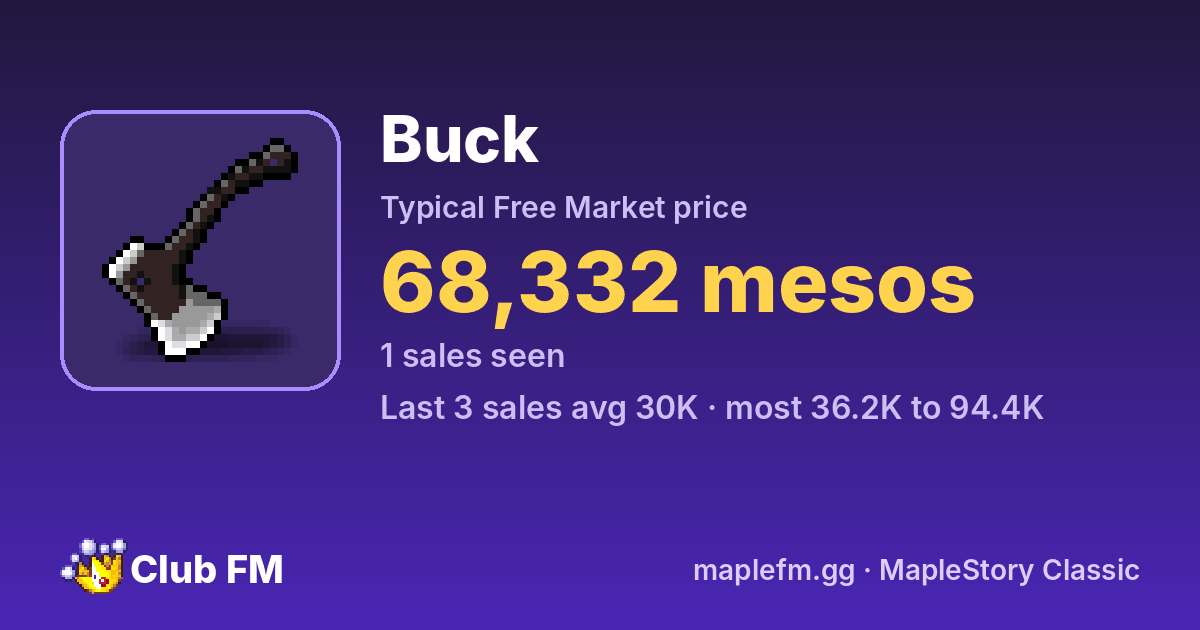 Buck
Typical Free Market price
68,332 mesos
1 sales seen
Last 3 sales avg 30K · most 36.2K to 94.4K
Club FM
maplefm.gg · MapleStory Classic